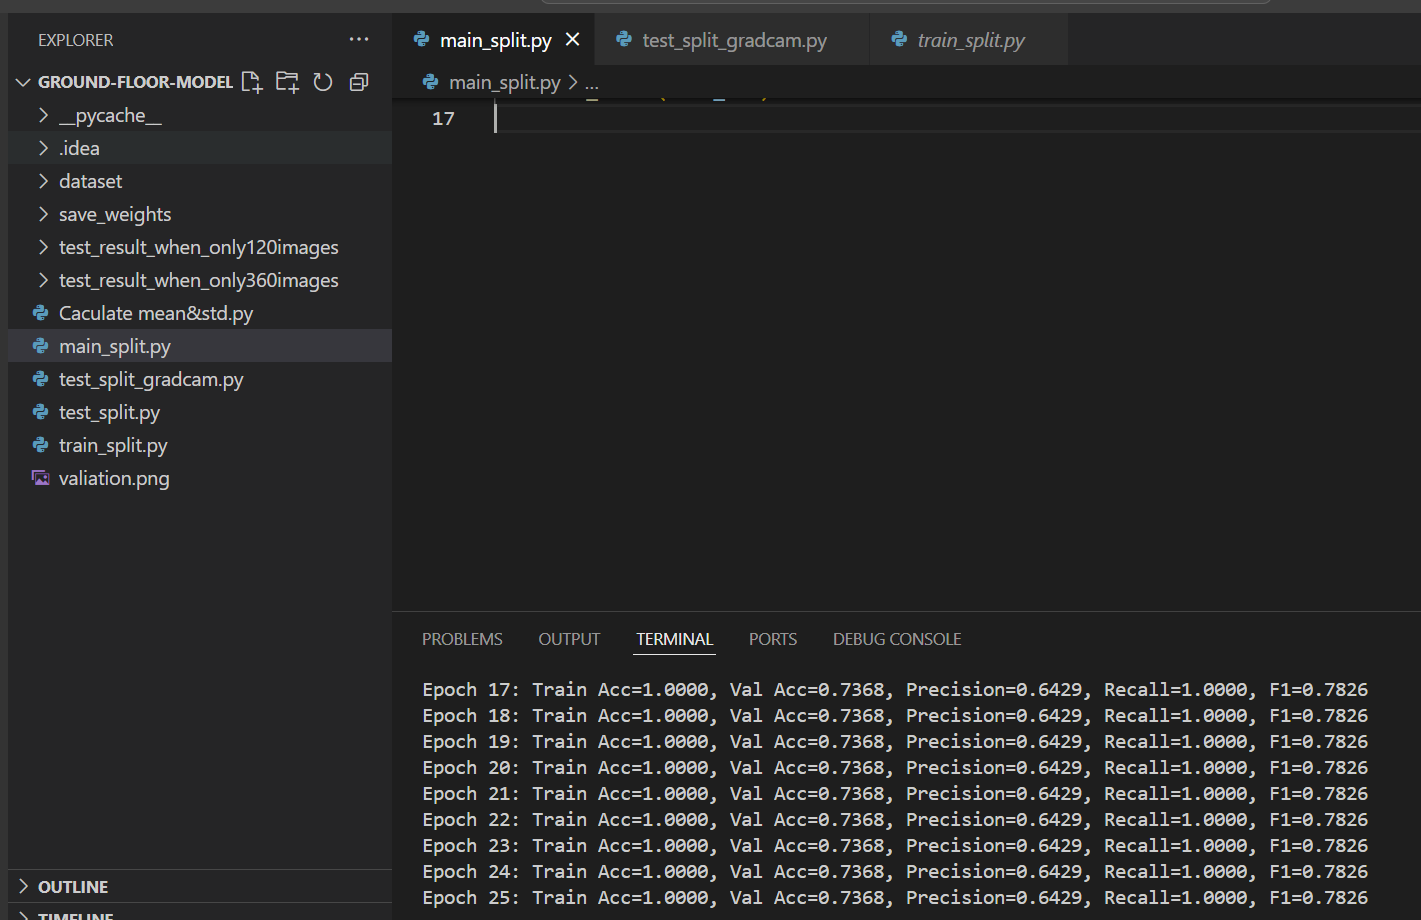 EXPLORER
GROUND-FLOOR-MODEL
__pycache__
.idea
dataset
save_weights
test_result_when_only120images
test_result_when_only360images
Caculate mean&std.py
main_split.py
test_split_gradcam.py
test_split.py
train_split.py
valiation.png
OUTLINE
TIMELINE
main_split.py
test_split_gradcam.py
train_split.py
main_split.py > ...
17
PROBLEMS OUTPUT TERMINAL PORTS DEBUG CONSOLE
Epoch 17: Train Acc=1.0000, Val Acc=0.7368, Precision=0.6429, Recall=1.0000, F1=0.7826
Epoch 18: Train Acc=1.0000, Val Acc=0.7368, Precision=0.6429, Recall=1.0000, F1=0.7826
Epoch 19: Train Acc=1.0000, Val Acc=0.7368, Precision=0.6429, Recall=1.0000, F1=0.7826
Epoch 20: Train Acc=1.0000, Val Acc=0.7368, Precision=0.6429, Recall=1.0000, F1=0.7826
Epoch 21: Train Acc=1.0000, Val Acc=0.7368, Precision=0.6429, Recall=1.0000, F1=0.7826
Epoch 22: Train Acc=1.0000, Val Acc=0.7368, Precision=0.6429, Recall=1.0000, F1=0.7826
Epoch 23: Train Acc=1.0000, Val Acc=0.7368, Precision=0.6429, Recall=1.0000, F1=0.7826
Epoch 24: Train Acc=1.0000, Val Acc=0.7368, Precision=0.6429, Recall=1.0000, F1=0.7826
Epoch 25: Train Acc=1.0000, Val Acc=0.7368, Precision=0.6429, Recall=1.0000, F1=0.7826